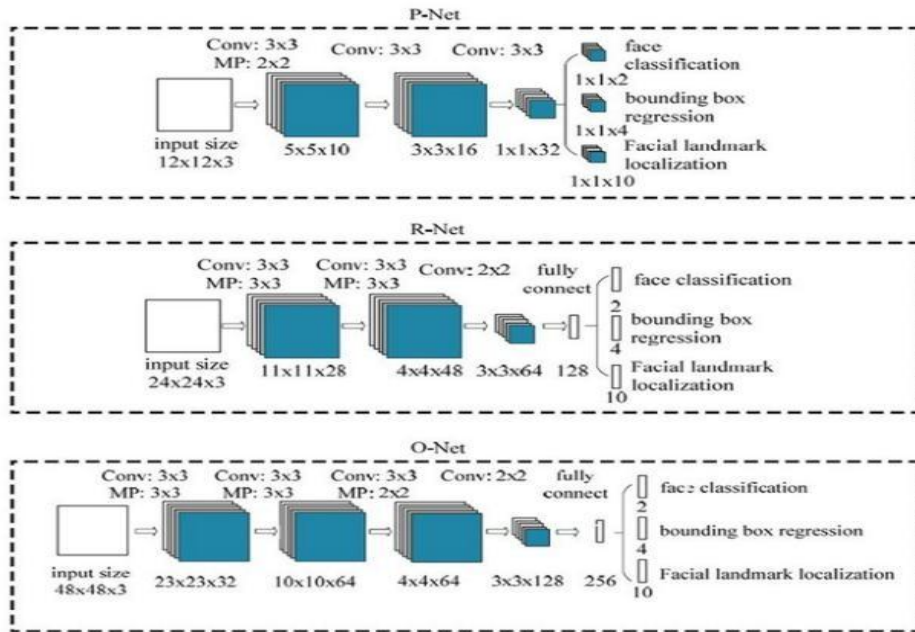 P-Net
Conv: 3x3
MP: 2x2
Conv: 3x3
Conv: 3x3
input size
12x12x3
5x5x10
3x3x16
1x1x32
face
classification
1x1x2
bounding box
regression
1x1x4
Facial landmark
localization
1x1x10
R-Net
Conv: 3x3
MP: 3x3
Conv: 3x3
MP: 3x3
Conv: 2x2
fully
connect
input size
24x24x3
11x11x28
4x4x48
3x3x64
128
face classification
2
bounding box
regression
4
Facial landmark
localization
10
O-Net
Conv: 3x3
MP: 3x3
Conv: 3x3
MP: 3x3
Conv: 3x3
MP: 2x2
Conv: 2x2
fully
connect
input size
48x48x3
23x23x32
10x10x64
4x4x64
3x3x128
256
face classification
2
bounding box regression
4
Facial landmark localization
10